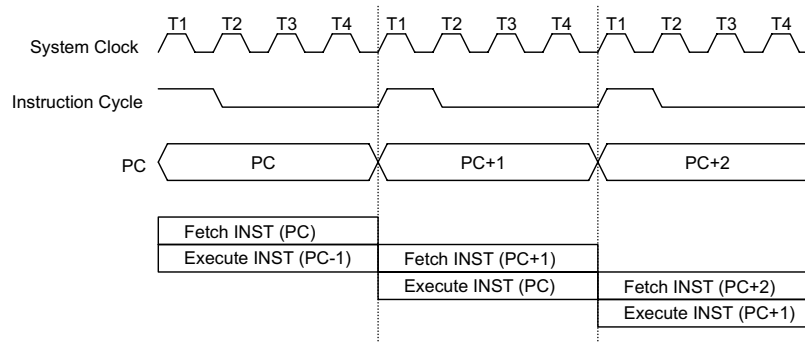 T1 T2 T3 T4 T1 T2 T3 T4 T1 T2 T3 T4
System Clock
Instruction Cycle
PC PC PC+1 PC+2
Fetch INST (PC)
Execute INST (PC-1) Fetch INST (PC+1)
Execute INST (PC) Fetch INST (PC+2)
Execute INST (PC+1)